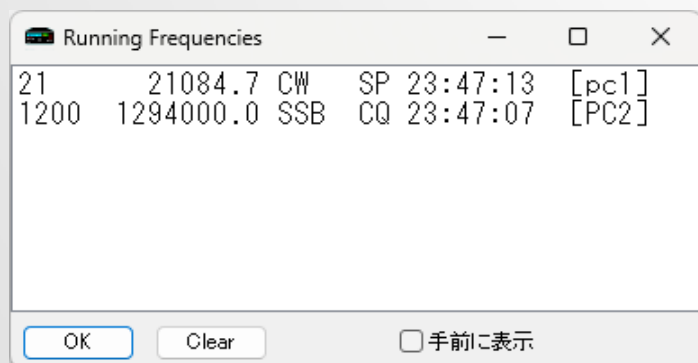 Running Frequencies
21 21084.7 CW SP 23:47:13 [pc1]
1200 1294000.0 SSB CQ 23:47:07 [PC2]
OK Clear 手前に表示